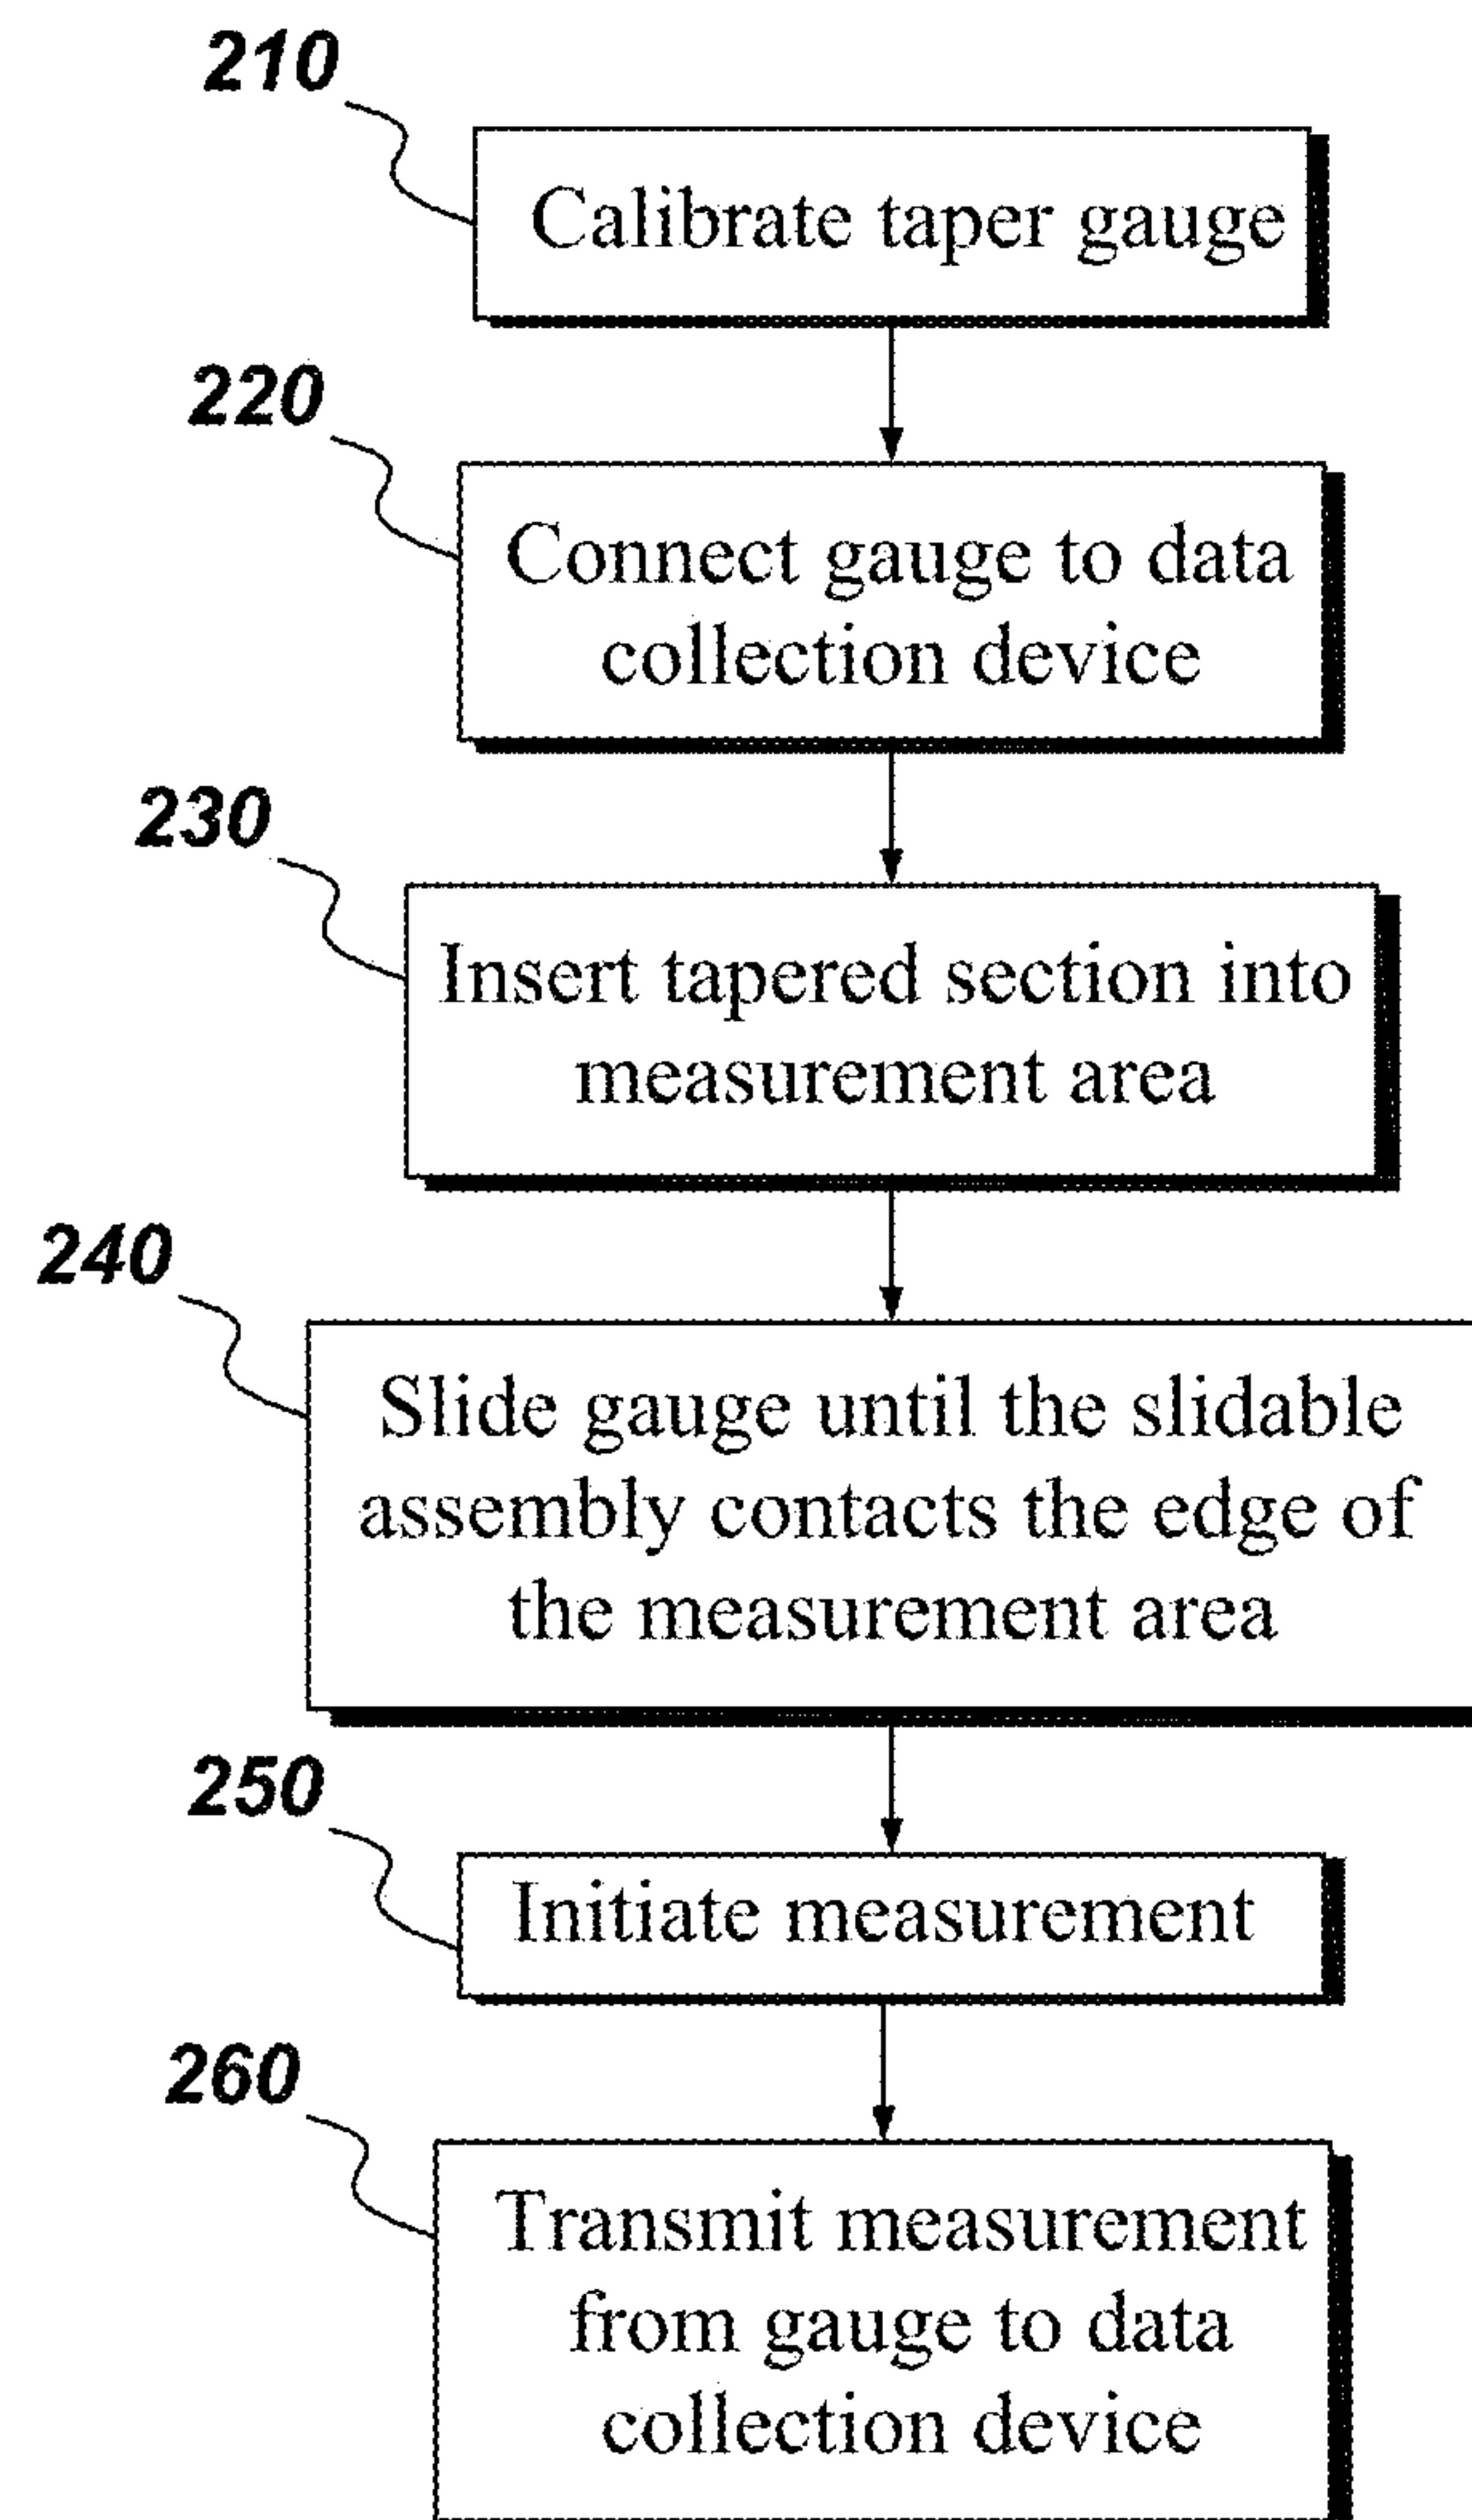 210
Calibrate taper gauge
220
Connect gauge to data
collection device
230
Insert tapered section into
measurement area
240
Slide gauge until the slidable
assembly contacts the edge of
the measurement area
250
Initiate measurement
260
Transmit measurement
from gauge to data
collection device